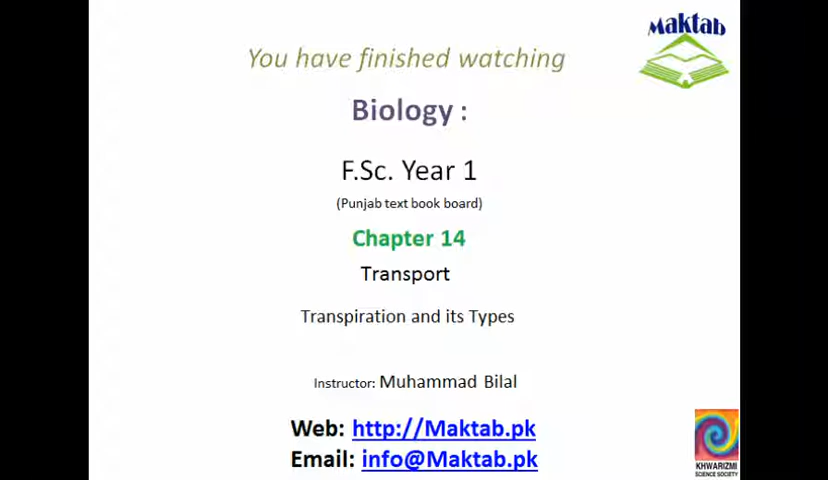 Maktab
You have finished watching
Biology :
F.Sc. Year 1
(Punjab text book board)
Chapter 14
Transport
Transpiration and its Types
Instructor: Muhammad Bilal
Web: http://Maktab.pk
Email: info@Maktab.pk
KHWARIZMI
SCIENCE SOCIETY